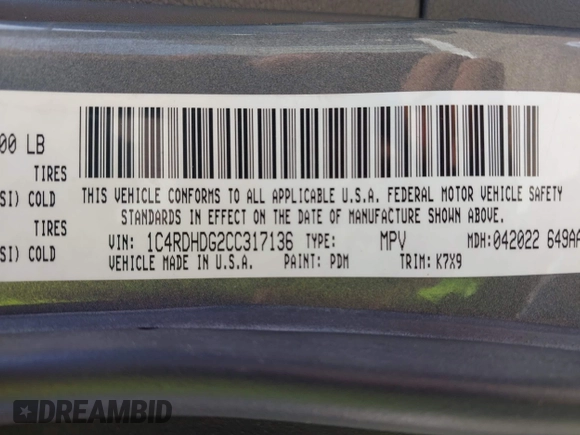 00 LB
TIRES
SI) COLD
TIRES
SI) COLD
THIS VEHICLE CONFORMS TO ALL APPLICABLE U.S.A. FEDERAL MOTOR VEHICLE SAFETY
STANDARDS IN EFFECT ON THE DATE OF MANUFACTURE SHOWN ABOVE.
VIN: 1C4RDHDG2CC317136 TYPE: MPV MDH:042022 649AA
VEHICLE MADE IN U.S.A. PAINT: PDM TRIM: K7X9
DREAMBID